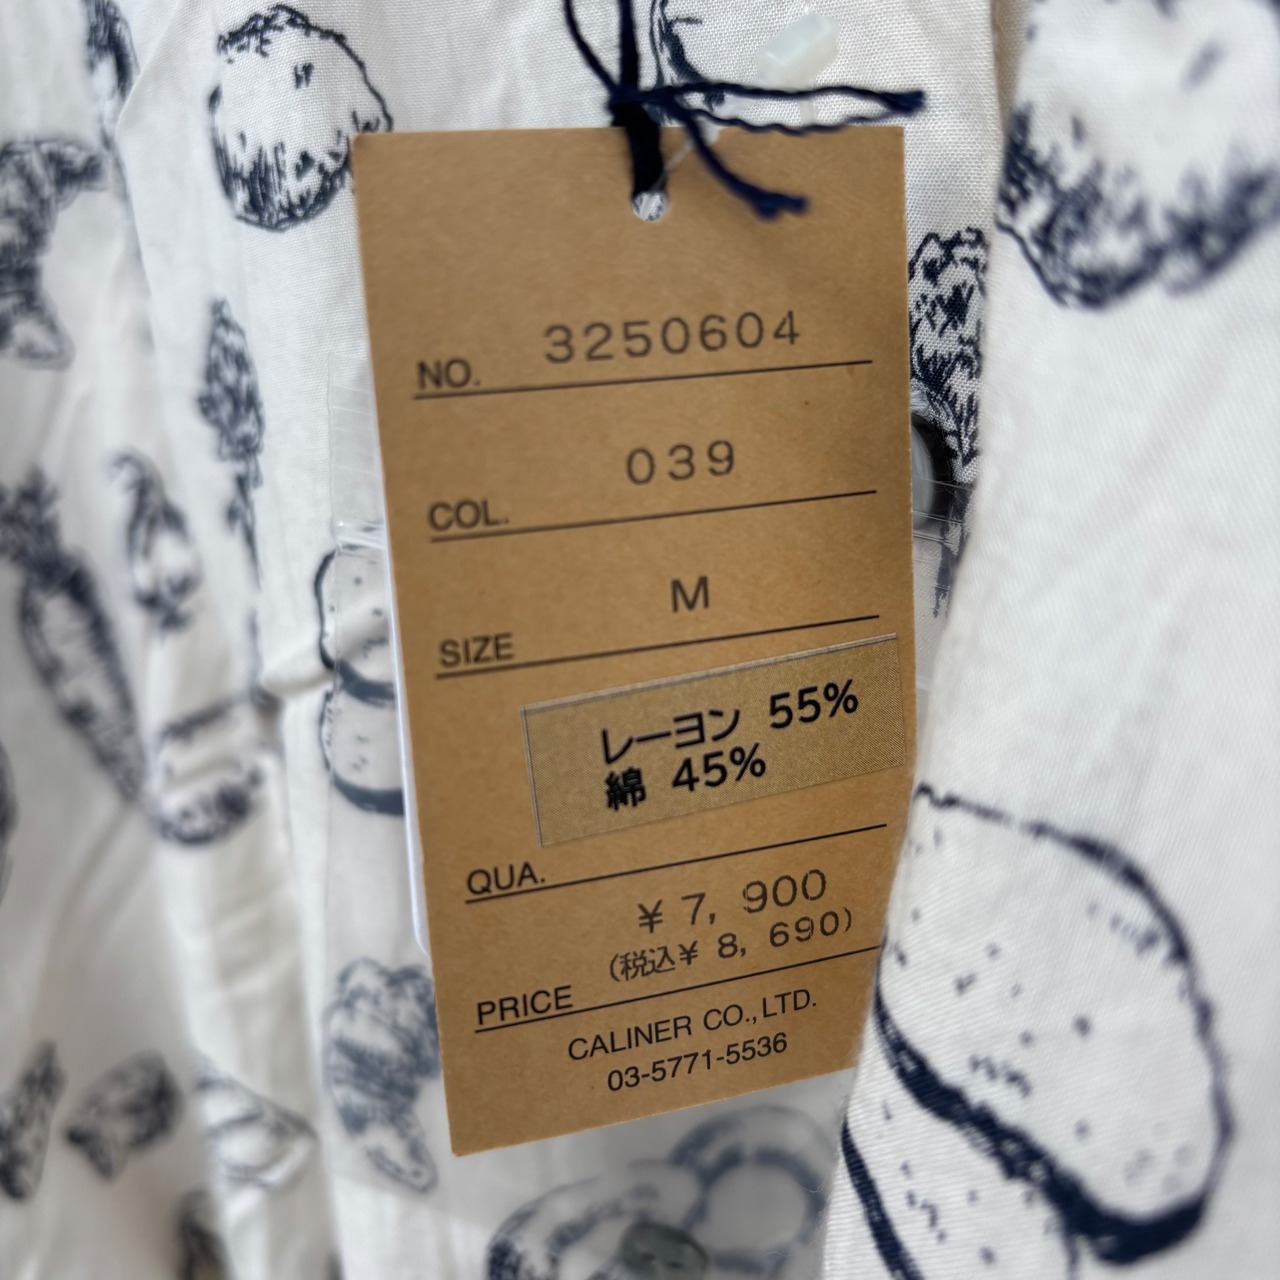 NO. 3250604
COL. 039
SIZE M
レーヨン 55%
綿 45%
QUA.
¥ 7, 900
(税込¥ 8, 690)
PRICE
CALINER CO.,LTD.
03-5771-5536